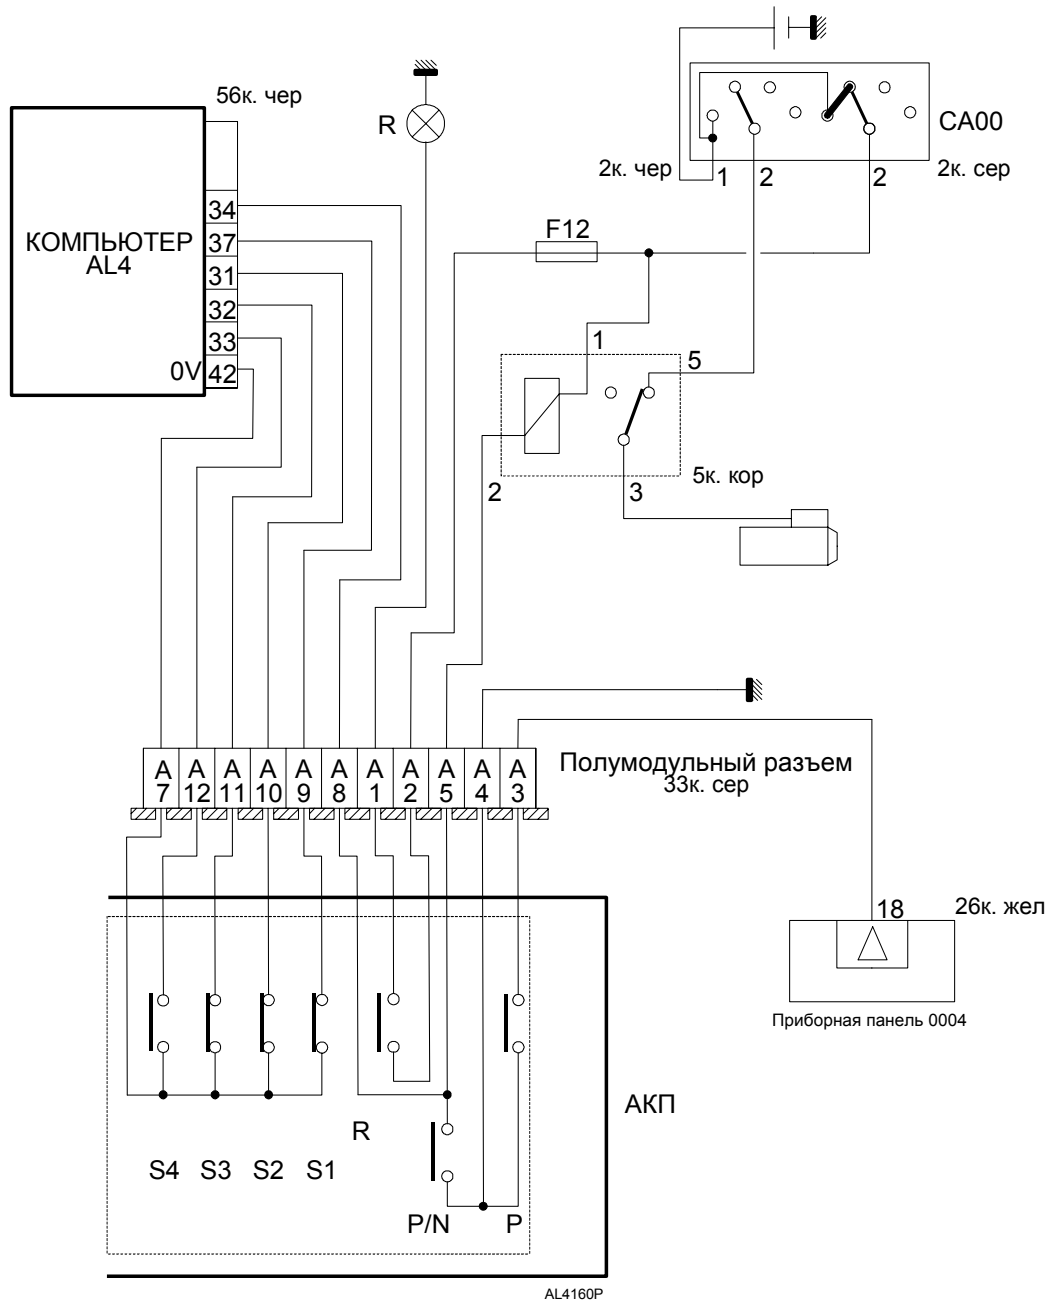 56к. чер
R
CA00
2к. чер
1
2
2
2к. сер
КОМПЬЮТЕР
AL4
34
37
31
32
33
0V
42
F12
1
5
2
3
5к. кор
A
7
A
12
A
11
A
10
A
9
A
8
A
1
A
2
A
5
A
4
A
3
Полумодульный разъем
33к. сер
18
26к. жел
Приборная панель 0004
АКП
R
S4
S3
S2
S1
P/N
P
AL4160P